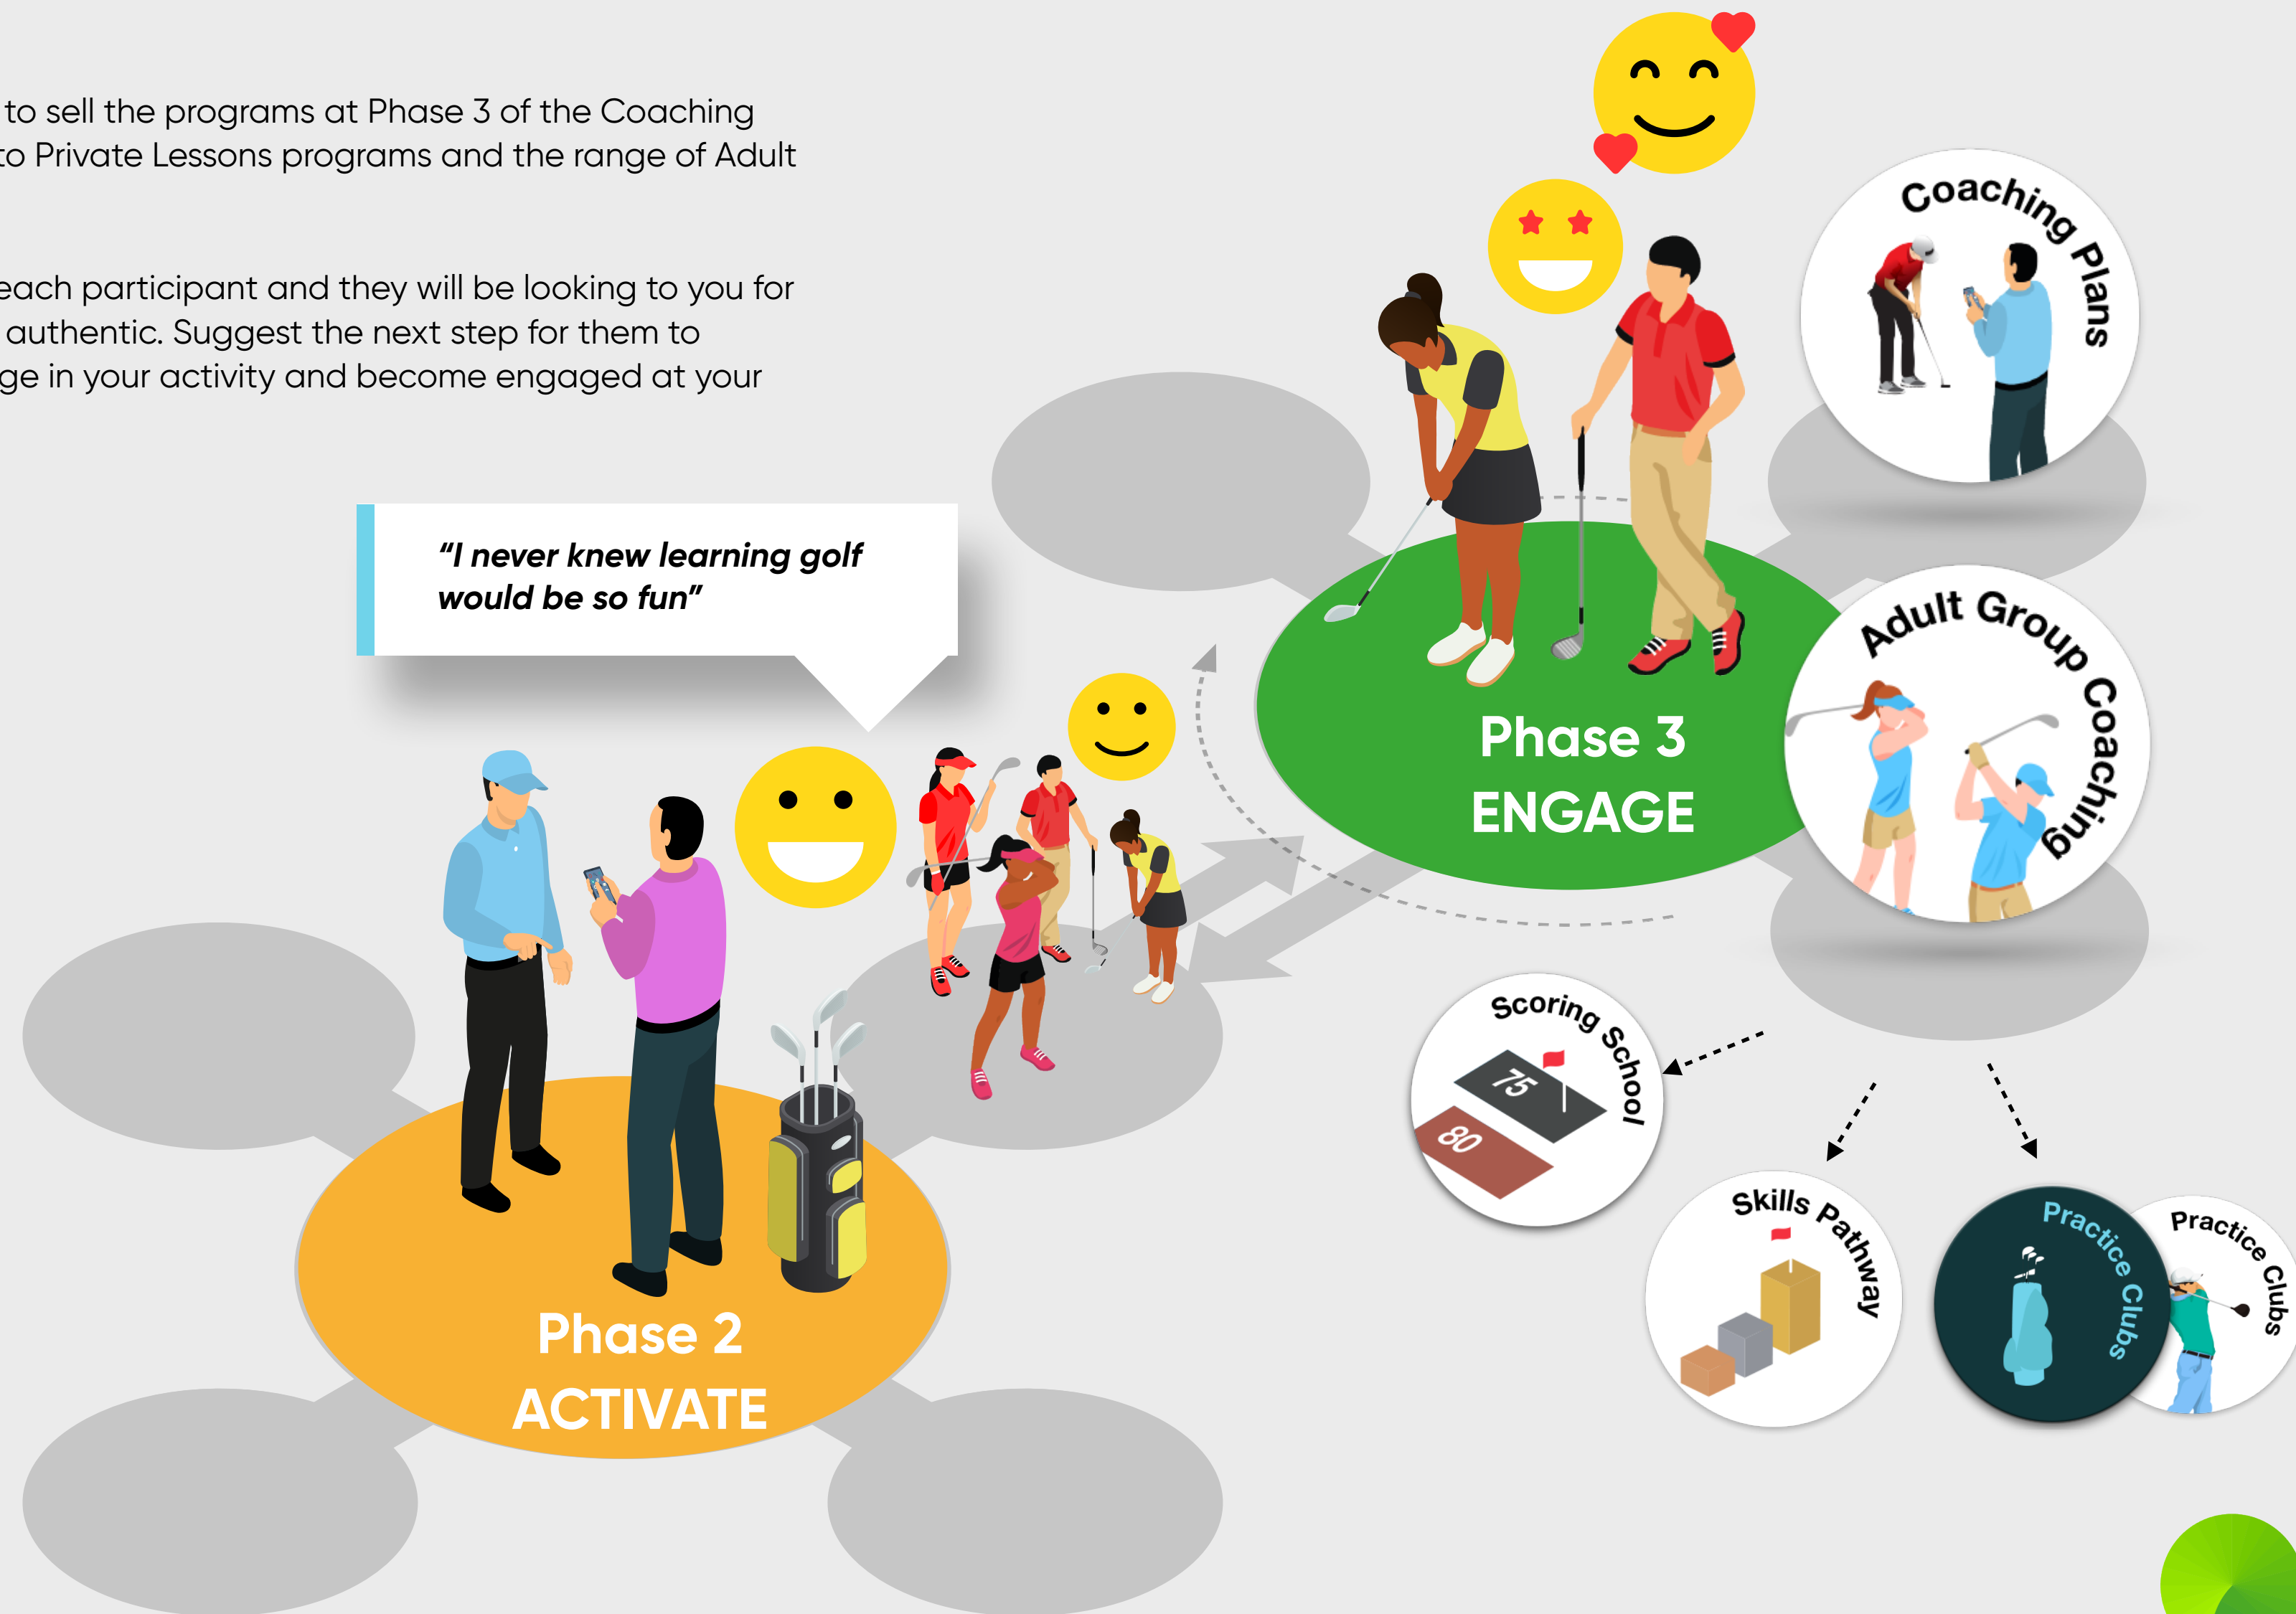 to sell the programs at Phase 3 of the Coaching
to Private Lessons programs and the range of Adult
each participant and they will be looking to you for
authentic. Suggest the next step for them to
ge in your activity and become engaged at your
“I never knew learning golf
would be so fun”
Coaching Plans
Adult Group Coaching
Phase 3
ENGAGE
Scoring School
75
80
Skills Pathway
Practice Clubs
Practice Clubs
Phase 2
ACTIVATE